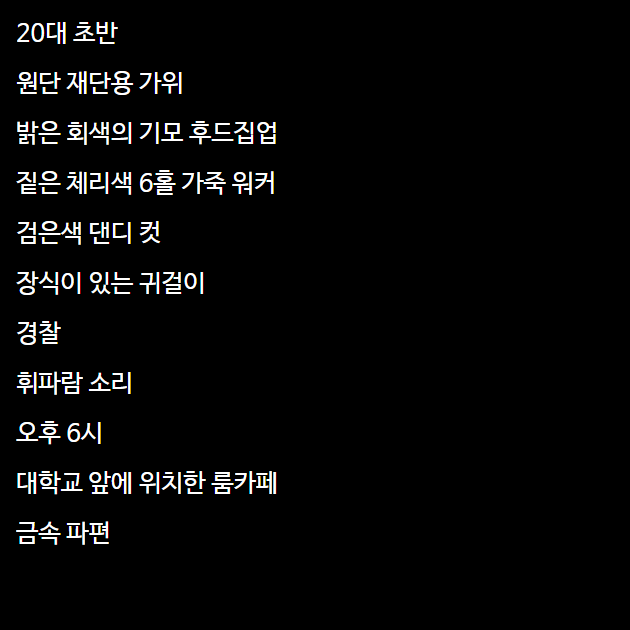 20대 초반
원단 재단용 가위
밝은 회색의 기모 후드집업
짙은 체리색 6홀 가죽 워커
검은색 댄디 컷
장식이 있는 귀걸이
경찰
휘파람 소리
오후 6시
대학교 앞에 위치한 룸카페
금속 파편